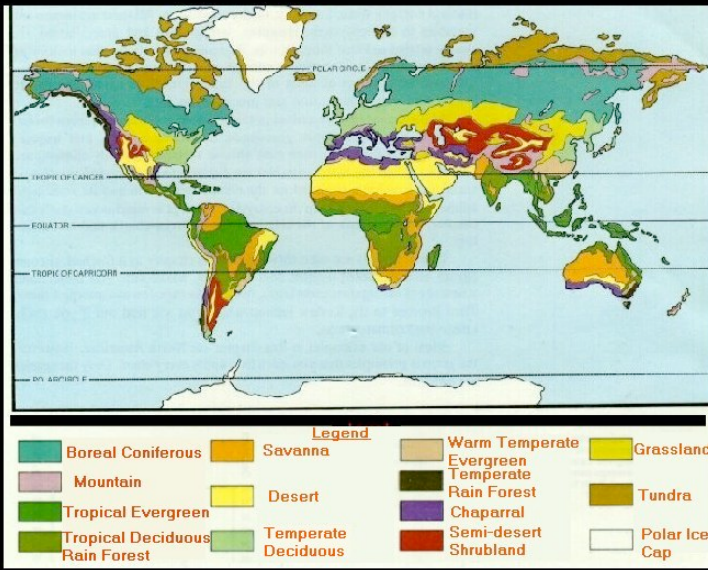 POLAR CIRCLE
TROPIC OF CANCER
EQUATOR
TROPIC OF CAPRICORN
POLAR CIRCLE
Legend
Boreal Coniferous
Mountain
Tropical Evergreen
Tropical Deciduous
Rain Forest
Savanna
Desert
Temperate
Deciduous
Warm Temperate
Evergreen
Temperate
Rain Forest
Chaparral
Semi-desert
Shrubland
Grassland
Tundra
Polar Ice
Cap